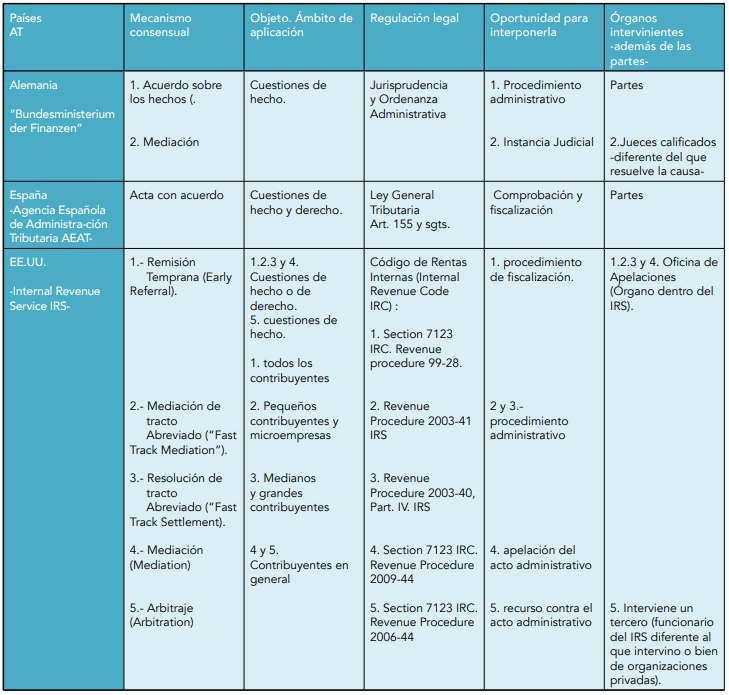 Países
AT
Mecanismo
consensual
Objeto. Ámbito de
aplicación
Regulación legal
Oportunidad para
interponerla
Órganos
intervinientes
-además de las
partes-
Alemania
"Bundesministerium
der Finanzen"
1. Acuerdo sobre
los hechos (.
2. Mediación
Cuestiones de
hecho.
Jurisprudencia
y Ordenanza
Administrativa
1. Procedimiento
administrativo
2. Instancia Judicial
Partes
2.Jueces calificados
-diferente del que
resuelve la causa-
España
-Agencia Española
de Administra-ción
Tributaria AEAT-
Acta con acuerdo
Cuestiones de
hecho y derecho.
Ley General
Tributaria
Art. 155 y sgts.
Comprobación y
fiscalización
Partes
EE.UU.
-Internal Revenue
Service IRS-
1.- Remisión
Temprana (Early
Referral).
2.- Mediación de
tracto
Abreviado ("Fast
Track Mediation").
3.- Resolución de
tracto
Abreviado ("Fast
Track Settlement).
4.- Mediación
(Mediation)
5.- Arbitraje
(Arbitration)
1.2.3 y 4.
Cuestiones de
hecho o de
derecho.
5. cuestiones de
hecho.
1. todos los
contribuyentes
2. Pequeños
contribuyentes y
microempresas
3. Medianos
y grandes
contribuyentes
4 y 5.
Contribuyentes en
general
Código de Rentas
Internas (Internal
Revenue Code
IRC) :
1. Section 7123
IRC. Revenue
procedure 99-28.
2. Revenue
Procedure 2003-41
IRS
3. Revenue
Procedure 2003-40,
Part. IV. IRS
4. Section 7123 IRC.
Revenue Procedure
2009-44
5. Section 7123 IRC.
Revenue Procedure
2006-44
1. procedimiento
de fiscalización.
2 y 3.-
procedimiento
administrativo
4. apelación del
acto administrativo
5. recurso contra el
acto administrativo
1.2.3 y 4. Oficina de
Apelaciones
(Órgano dentro del
IRS).
5. Interviene un
tercero (funcionario
del IRS diferente al
que intervino o bien
de organizaciones
privadas).